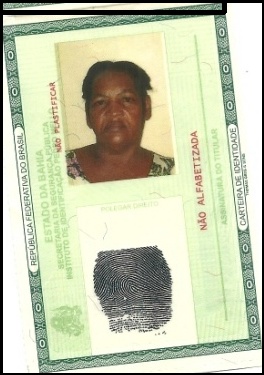 REPÚBLICA FEDERATIVA DO BRASIL
ESTADO DA BAHIA
SECRETARIA DA SEGURANÇA PÚBLICA
INSTITUTO DE IDENTIFICAÇÃO
NÃO PLASTIFICAR
POLEGAR DIREITO
NÃO ALFABETIZADA
ASSINATURA DO TITULAR
CARTEIRA DE IDENTIDADE